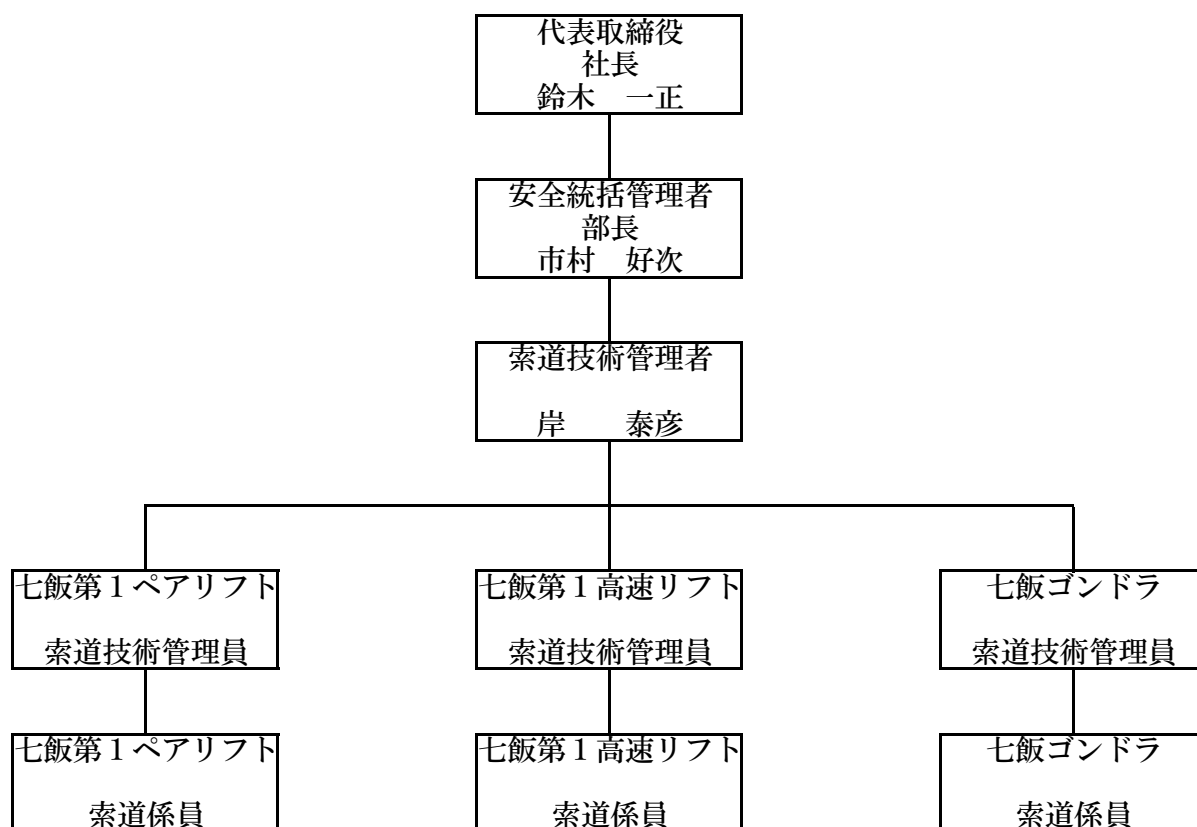 代表取締役
社長
鈴木　一正
安全統括管理者
部長
市村　好次
索道技術管理者
岸　　泰彦
七飯第１ペアリフト
索道技術管理員
七飯第１高速リフト
索道技術管理員
七飯ゴンドラ
索道技術管理員
七飯第１ペアリフト
索道係員
七飯第１高速リフト
索道係員
七飯ゴンドラ
索道係員